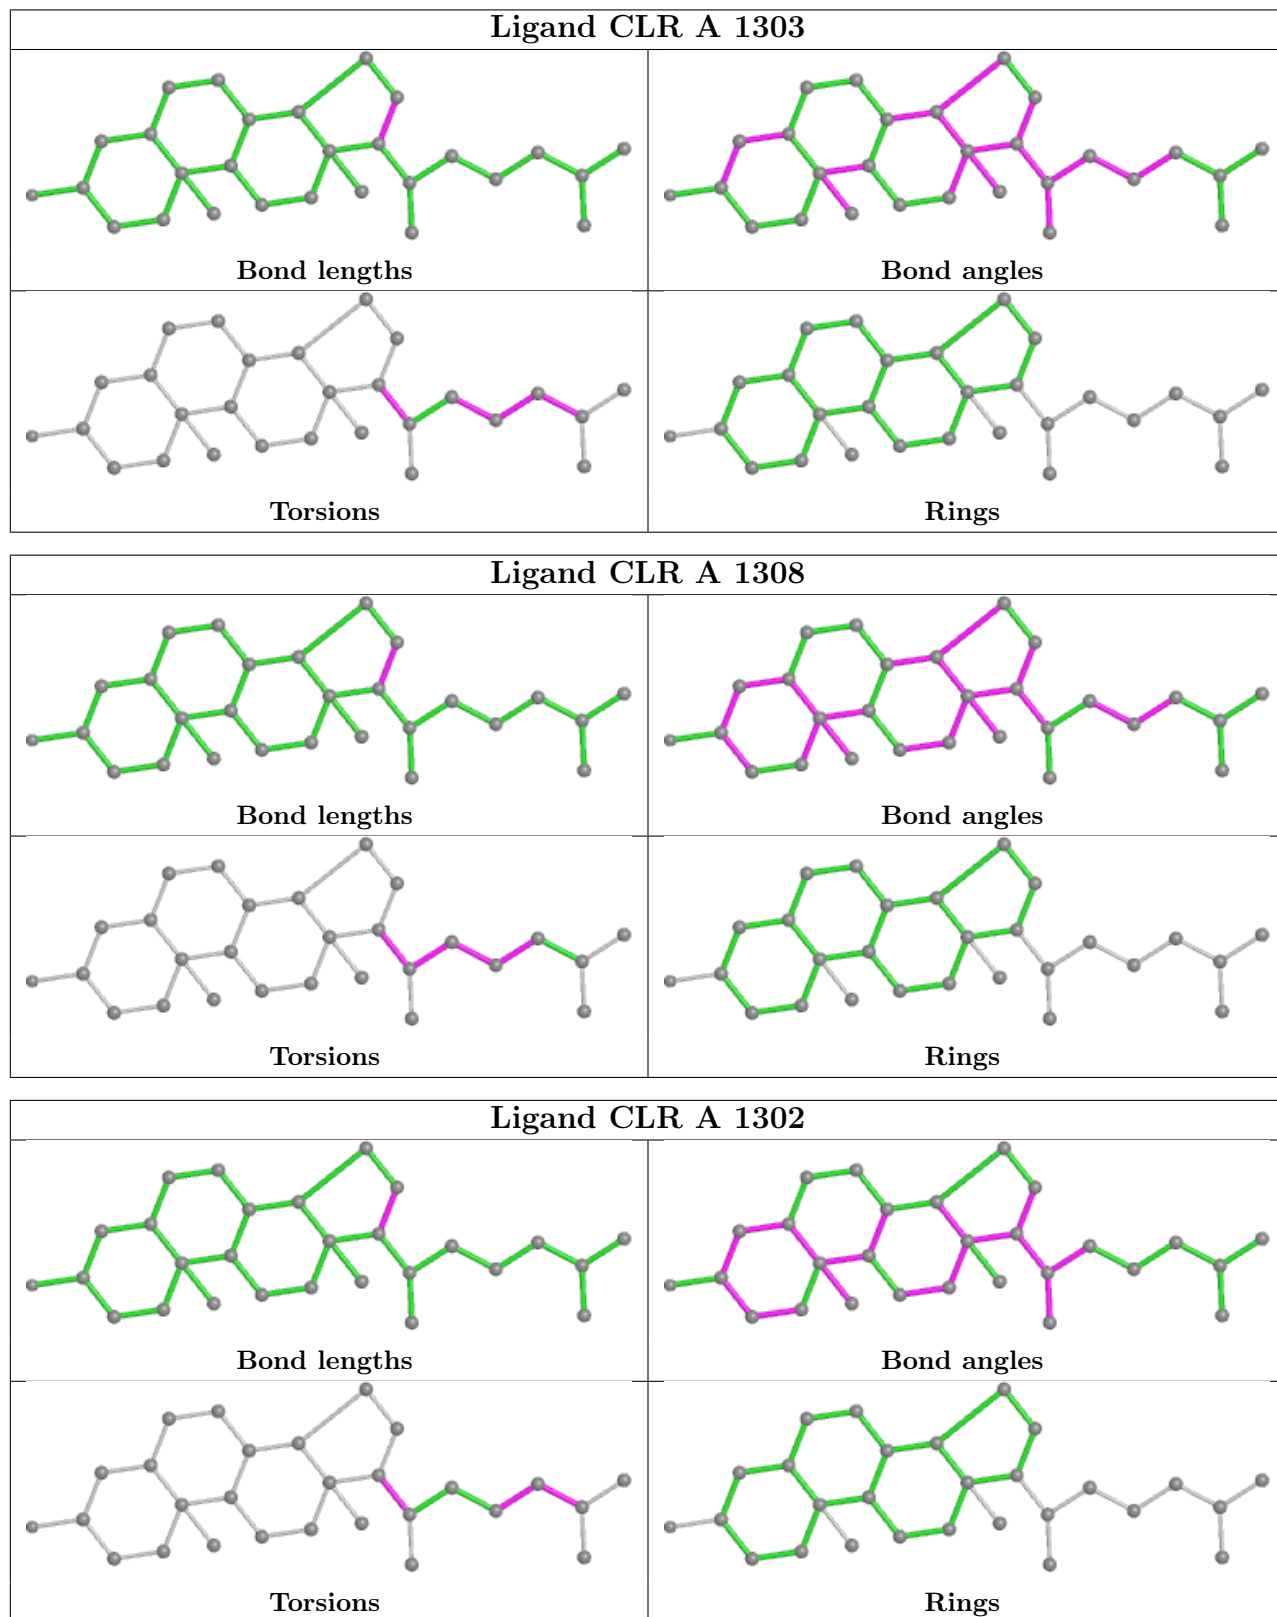 Ligand CLR A 1303
Bond lengths
Bond angles
Torsions
Rings
Ligand CLR A 1308
Bond lengths
Bond angles
Torsions
Rings
Ligand CLR A 1302
Bond lengths
Bond angles
Torsions
Rings